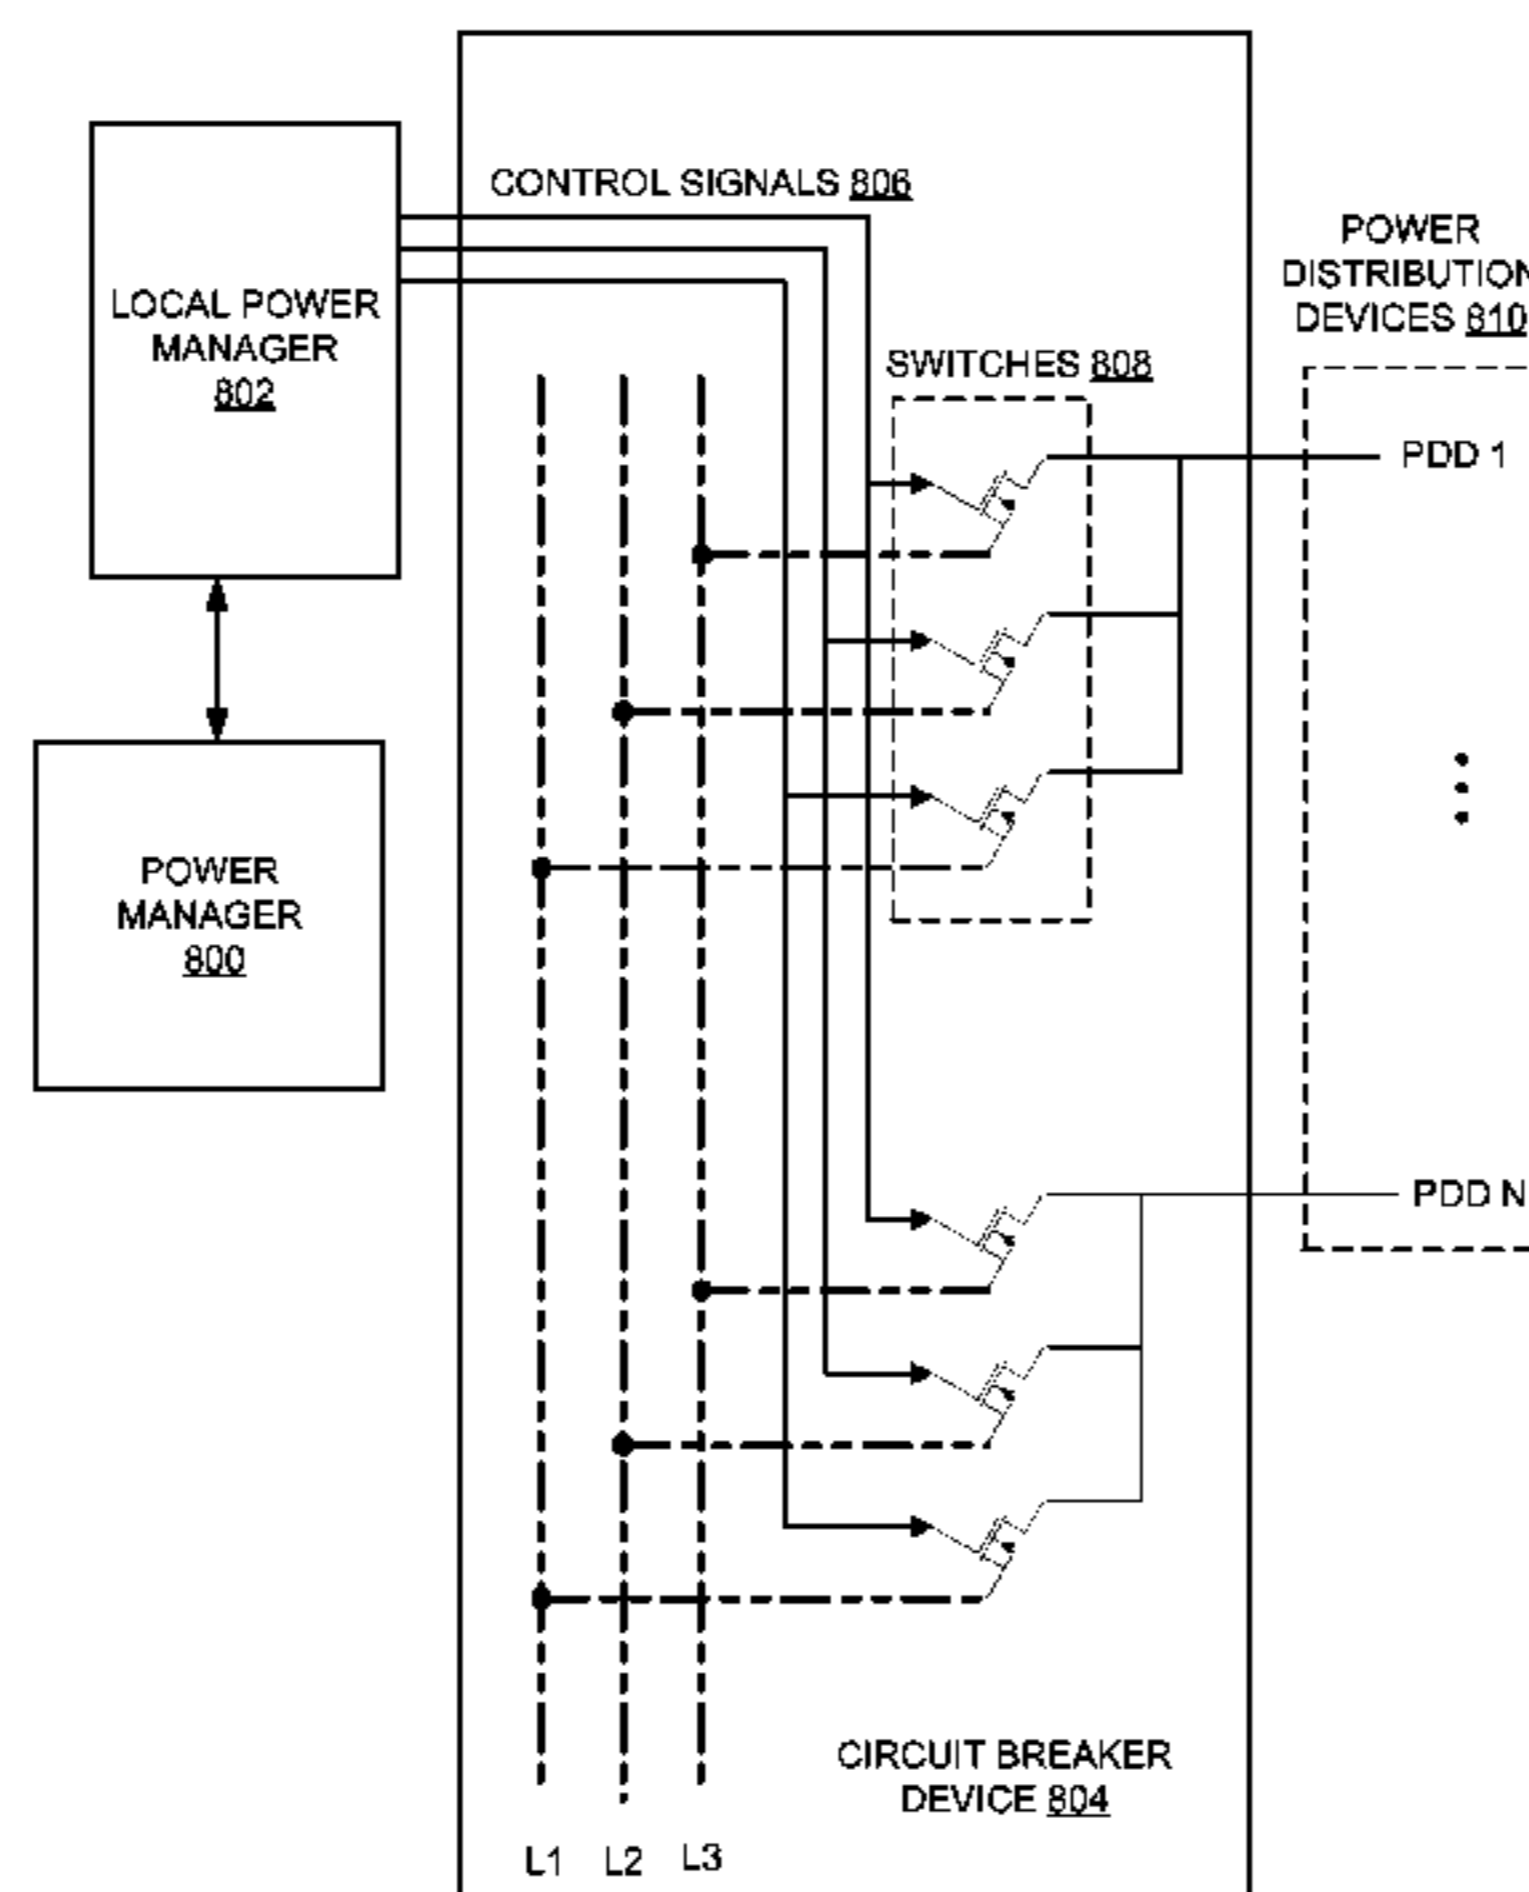 CONTROL SIGNALS 806
LOCAL POWER
MANAGER
802
POWER
DISTRIBUTION
DEVICES 810
SWITCHES 808
PDD 1
POWER
MANAGER
800
PDD N
CIRCUIT BREAKER
DEVICE 804
L1
L2
L3